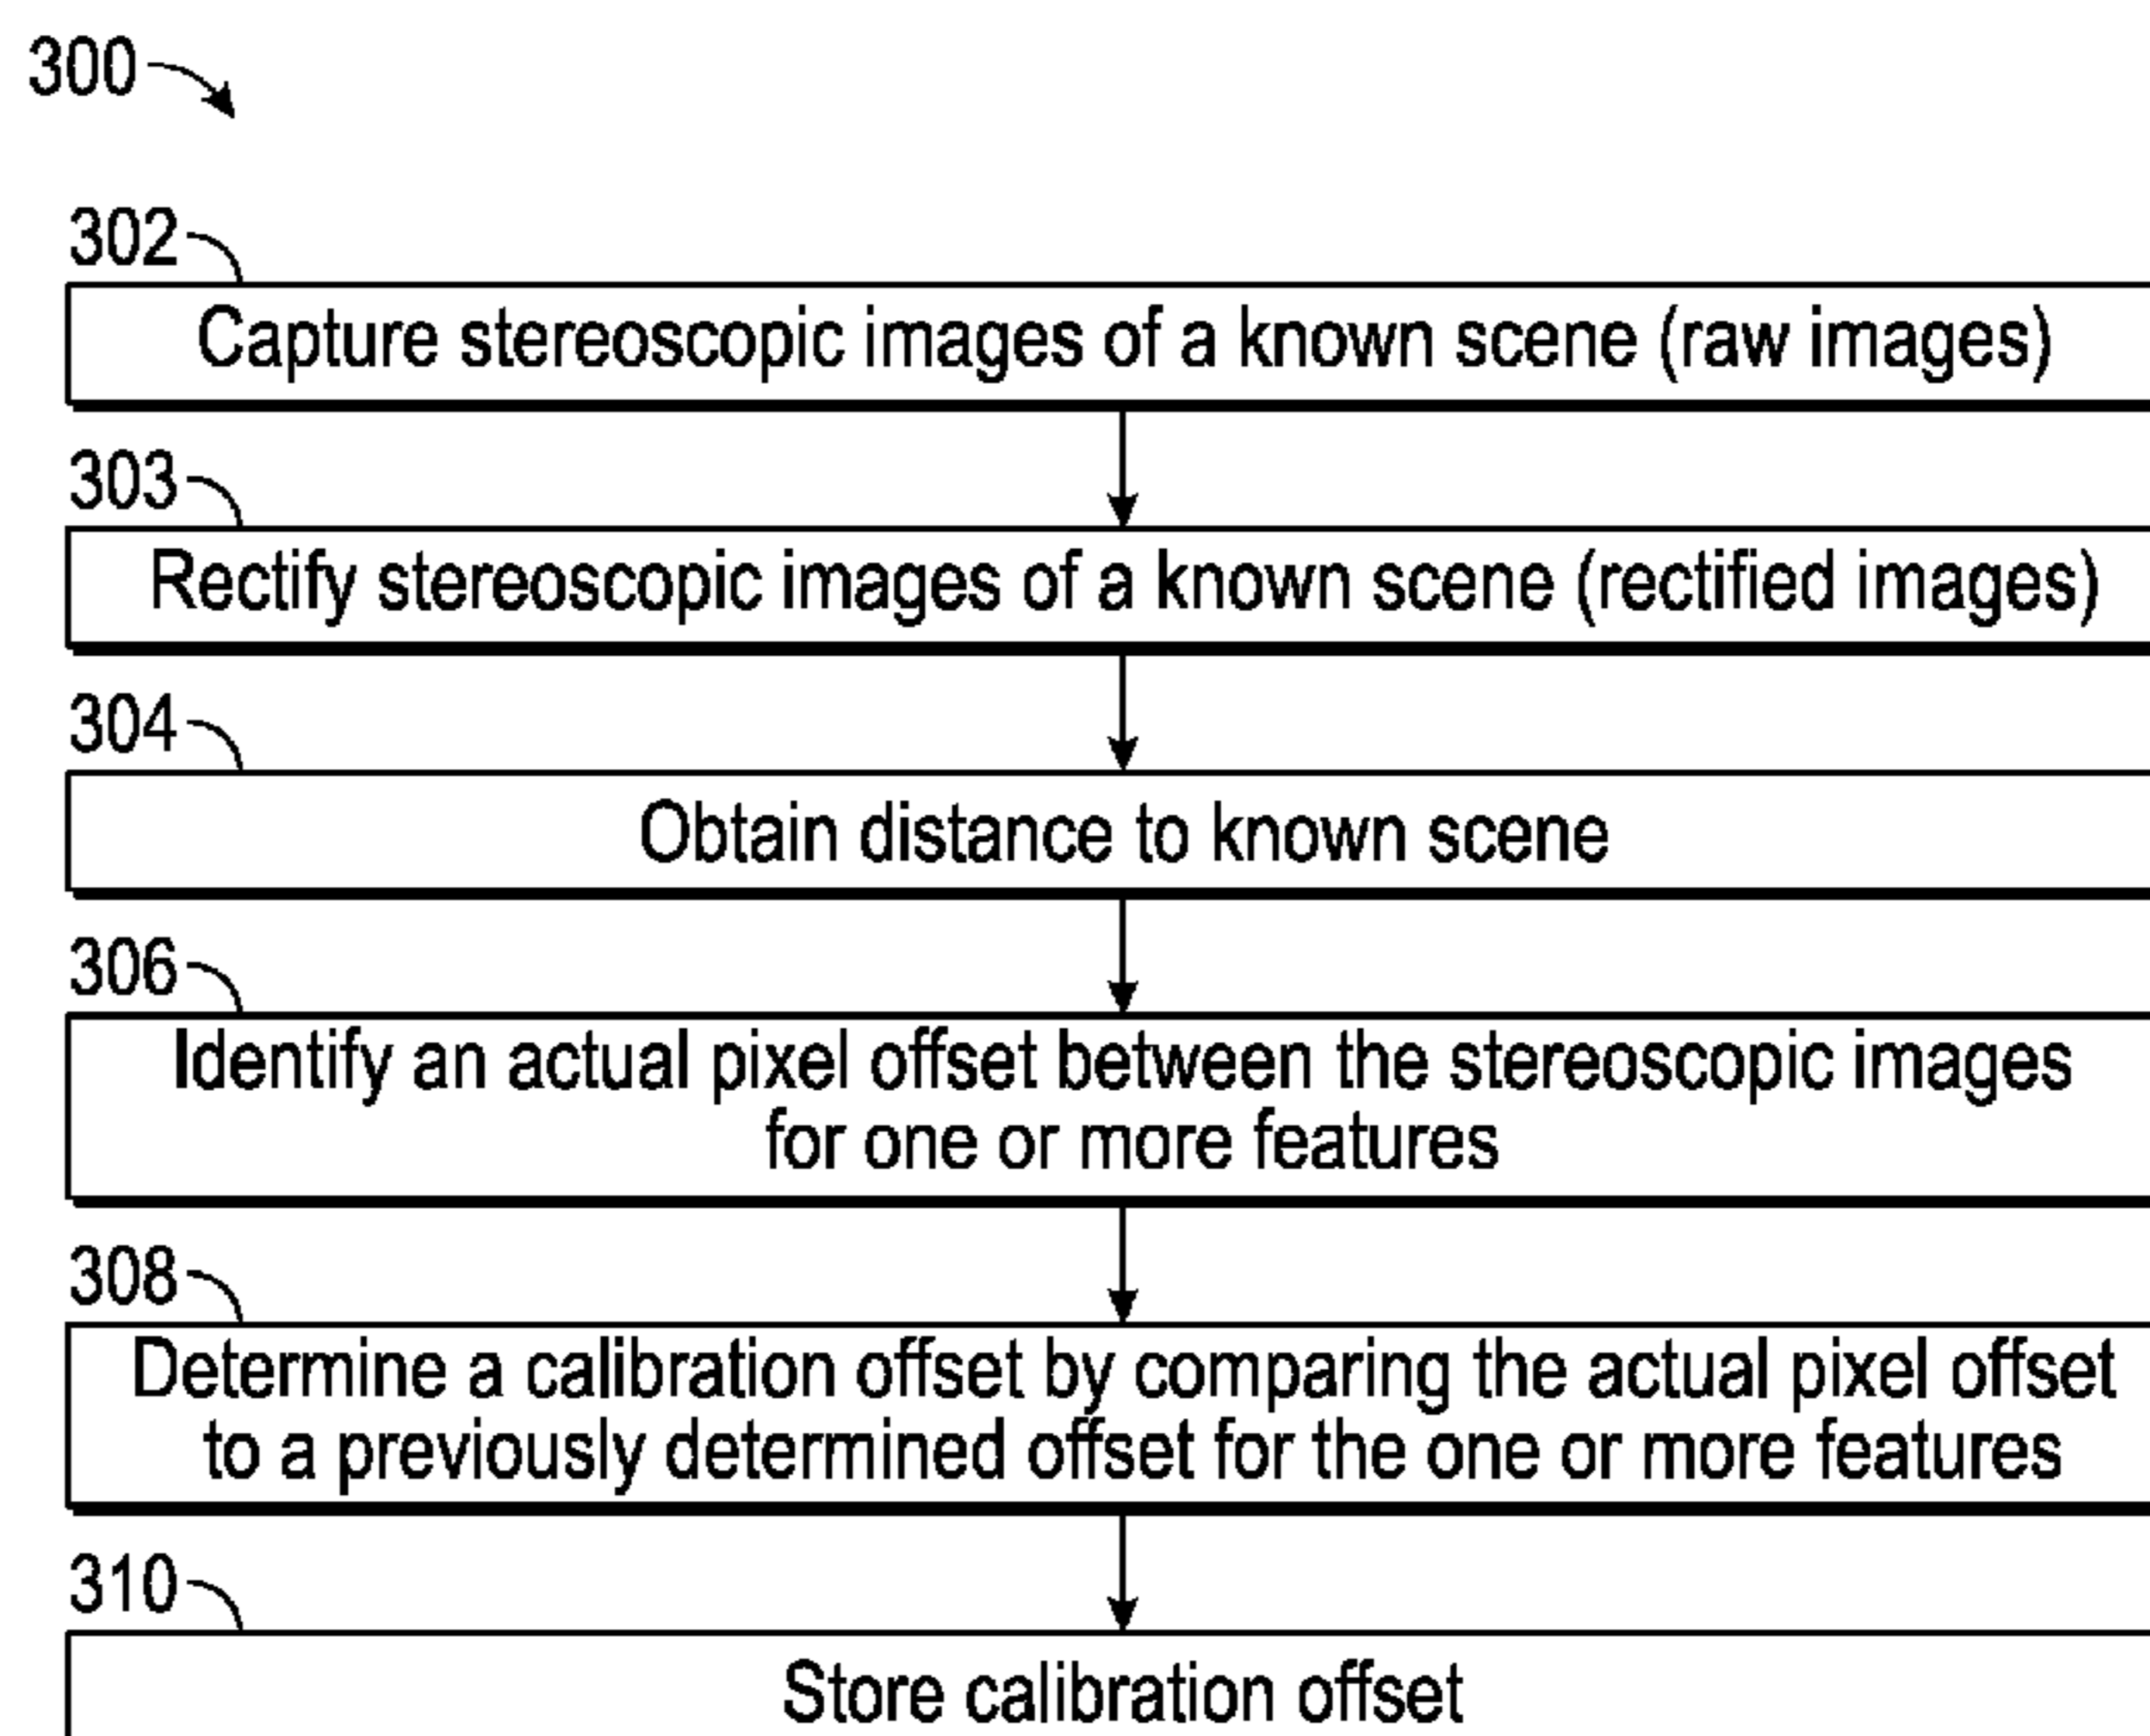 300
302
Capture stereoscopic images of a known scene (raw images)
303
Rectify stereoscopic images of a known scene (rectified images)
304
Obtain distance to known scene
306
Identify an actual pixel offset between the stereoscopic images
for one or more features
308
Determine a calibration offset by comparing the actual pixel offset
to a previously determined offset for the one or more features
310
Store calibration offset